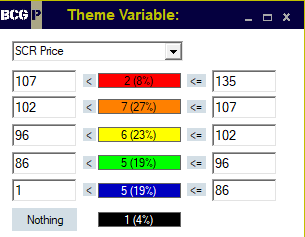 BCG P Theme Variable:
SCR Price
107 < 2 (8%) <= 135
102 < 7 (27%) <= 107
96 < 6 (23%) <= 102
86 < 5 (19%) <= 96
1 < 5 (19%) <= 86
Nothing 1 (4%)